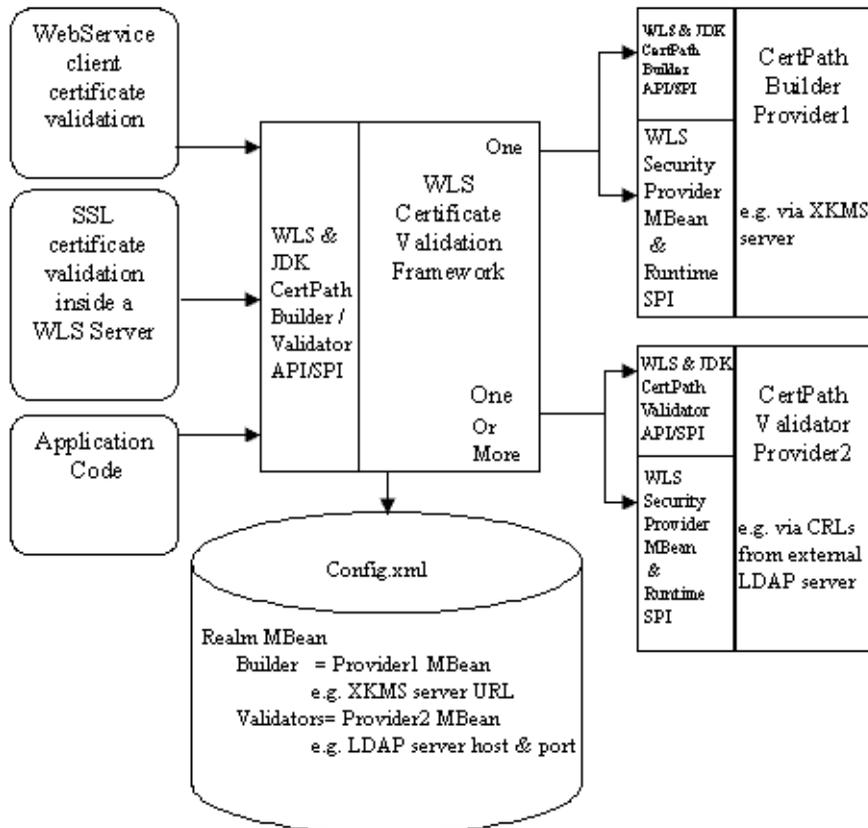 WebService
client
certificate
validation
SSL
certificate
validation
inside a
WLS Server
Application
Code
WLS &
JDK
CertPath
Builder /
Validator
API/SPI
One
WLS
Certificate
Validation
Framework
One
Or
More
WLS & JDK
CertPath
Builder
API/SPI
WLS
Security
Provider
MBean
&
Runtime
SPI
CertPath
Builder
Provider1
e.g. via XKMS
server
WLS & JDK
CertPath
Validator
API/SPI
WLS
Security
Provider
MBean
&
Runtime
SPI
CertPath
Validator
Provider2
e.g. via CRLs
from external
LDAP server
Config.xml
Realm MBean
Builder = Provider1 MBean
e.g. XKMS server URL
Validators= Provider2 MBean
e.g. LDAP server host & port